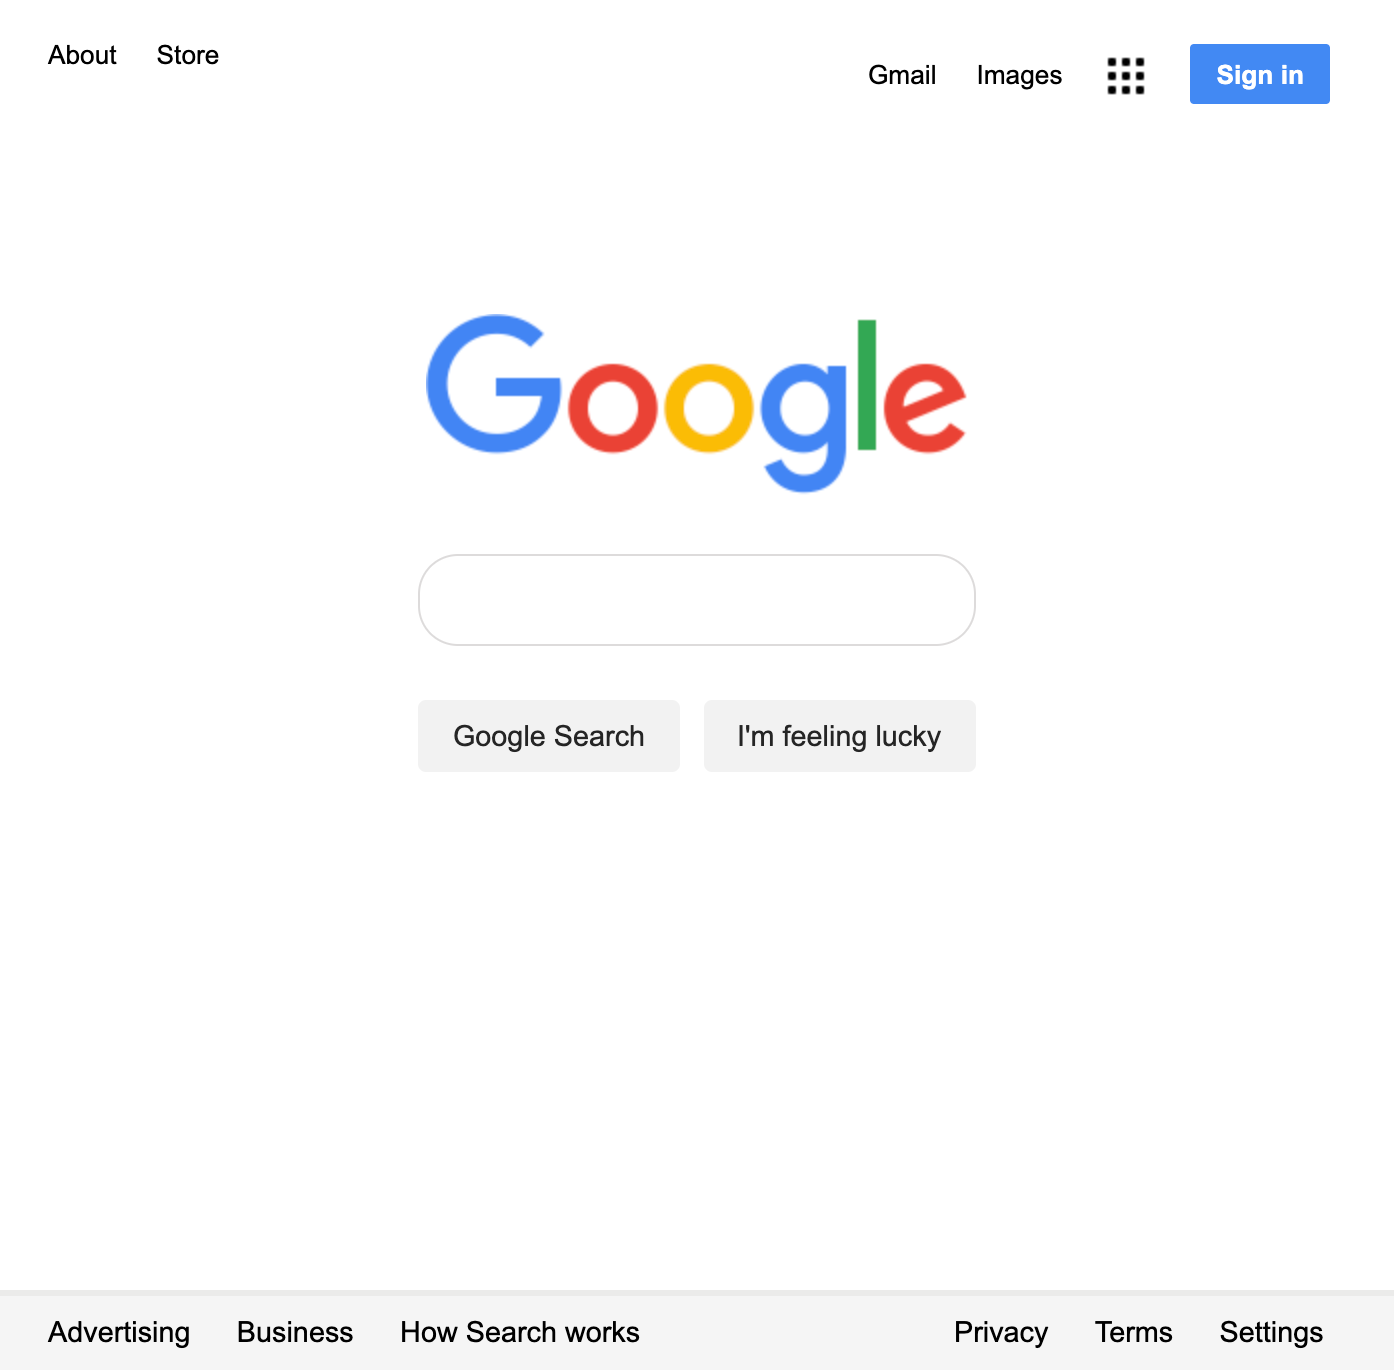 About Store
Gmail Images Sign in
Google
Google Search I'm feeling lucky
Advertising Business How Search works Privacy Terms Settings